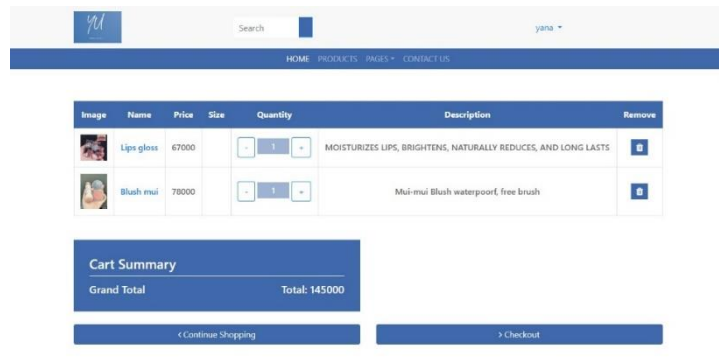 YU
Search
yana
HOME PRODUCTS PAGES CONTACT US
Image Name Price Size Quantity Description Remove
Lips gloss 67000 - 1 + MOISTURIZES LIPS, BRIGHTENS, NATURALLY REDUCES, AND LONG LASTS
Blush mui 78000 - 1 + Mui-mui Blush waterpoorf, free brush
Cart Summary
Grand Total Total: 145000
< Continue Shopping > Checkout